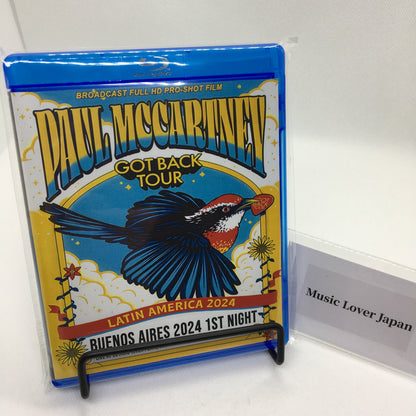 BROADCAST FULL HD PRO-SHOT FILM
PAUL McCARTNEY
GOT BACK
TOUR
LATIN AMERICA 2024
BUENOS AIRES 2024 1ST NIGHT
Music Lover Japan